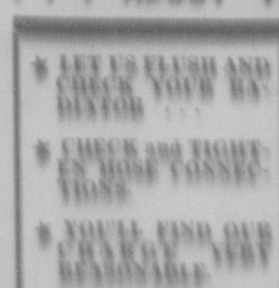 ★ LET US FLUSH AND
CHECK YOUR RA-
DIATOR ! ! !
★ CHECK and TIGHT-
EN HOSE CONNEC-
TIONS.
★ YOU'LL FIND OUR
CHARGE VERY
REASONABLE.